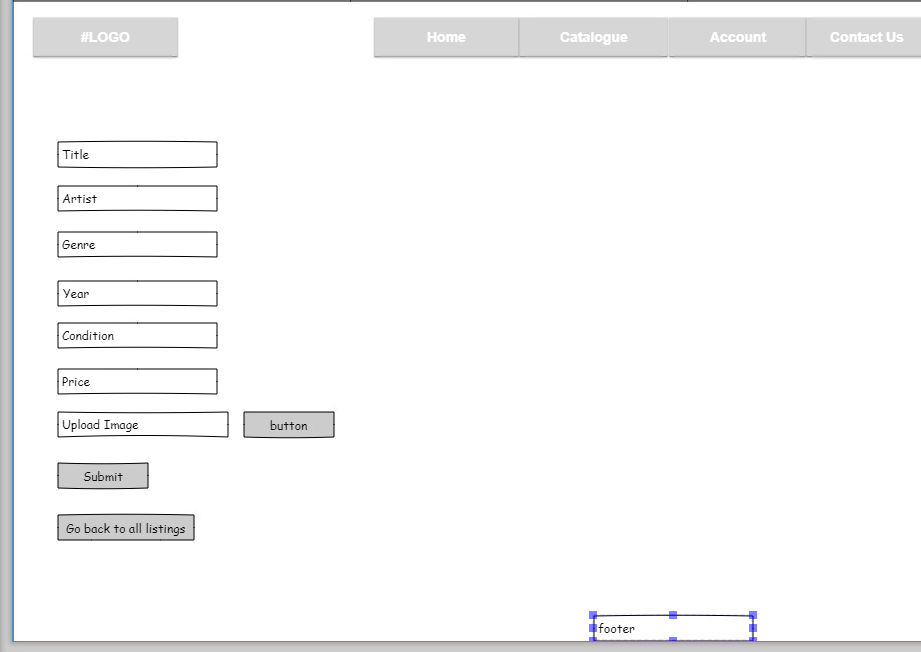 #LOGO Home Catalogue Account Contact Us
Title
Artist
Genre
Year
Condition
Price
Upload Image button
Submit
Go back to all listings
footer